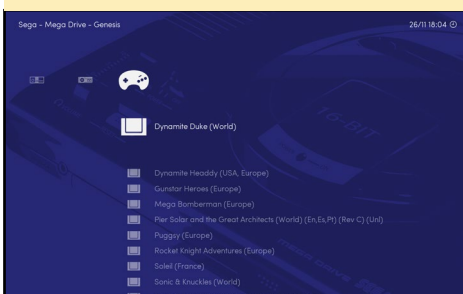 Sega - Mega Drive - Genesis
26/11 18:04
Dynamite Duke (World)
Dynamite Headdy (USA, Europe)
Gunstar Heroes (Europe)
Mega Bomberman (Europe)
Pier Solar and the Great Architects (World) (En,Es,Pt) (Rev C) (Unl)
Puggsy (Europe)
Rocket Knight Adventures (Europe)
Soleil (France)
Sonic & Knuckles (World)
16-BIT